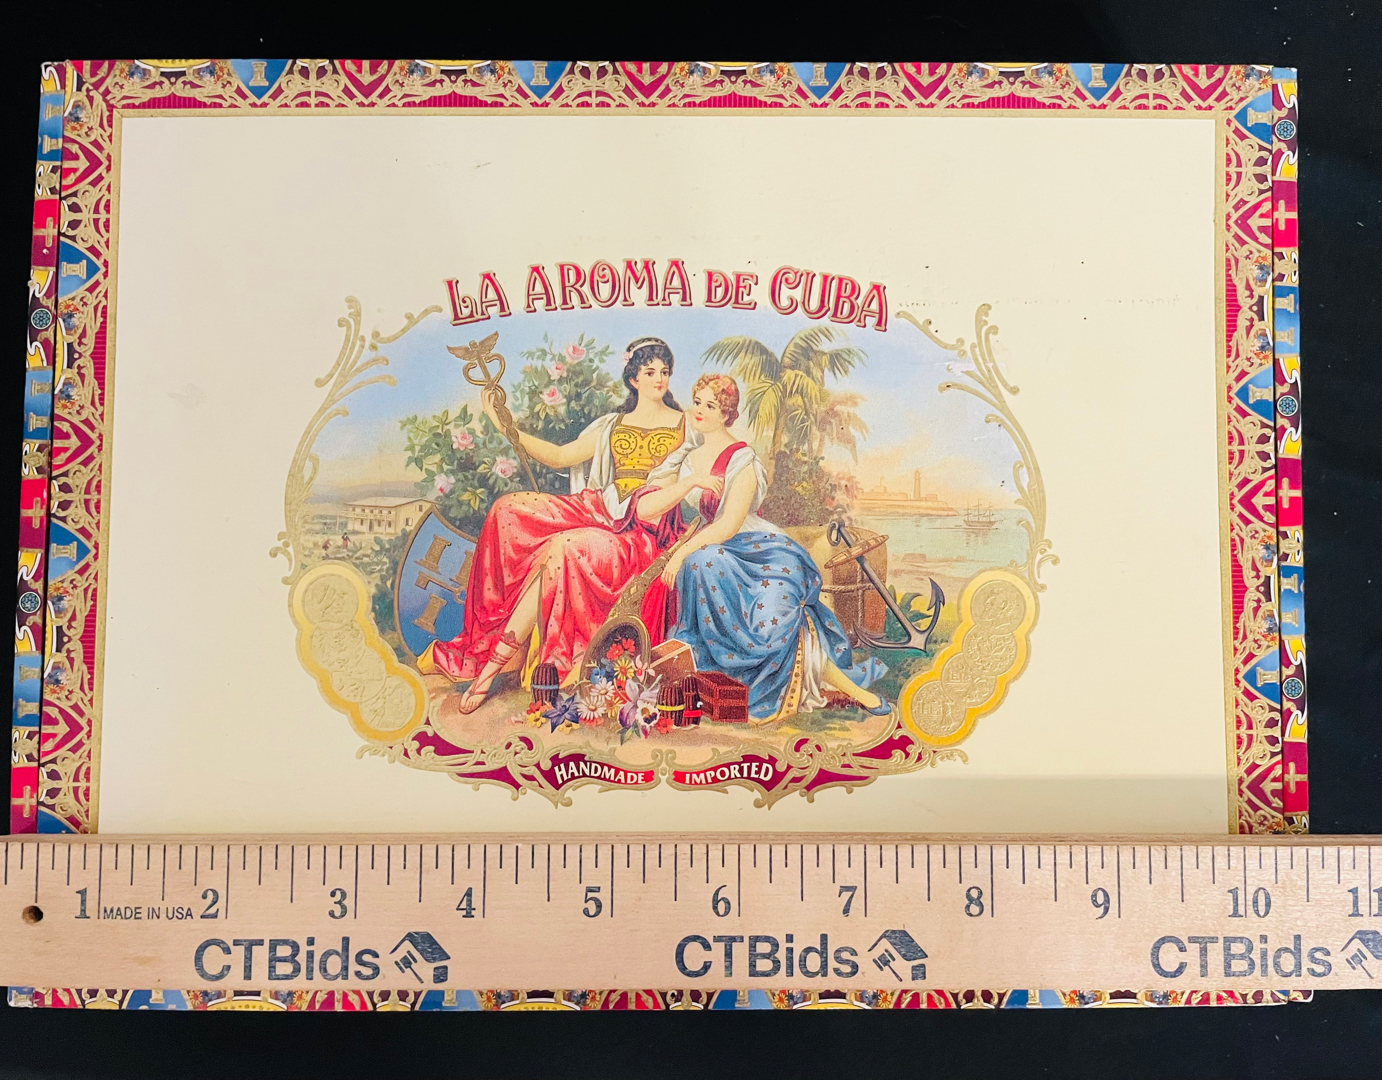 LA AROMA DE CUBA
HANDMADE IMPORTED
1 2 3 4 5 6 7 8 9 10 11
MADE IN USA
CTBids CTBids CTBids